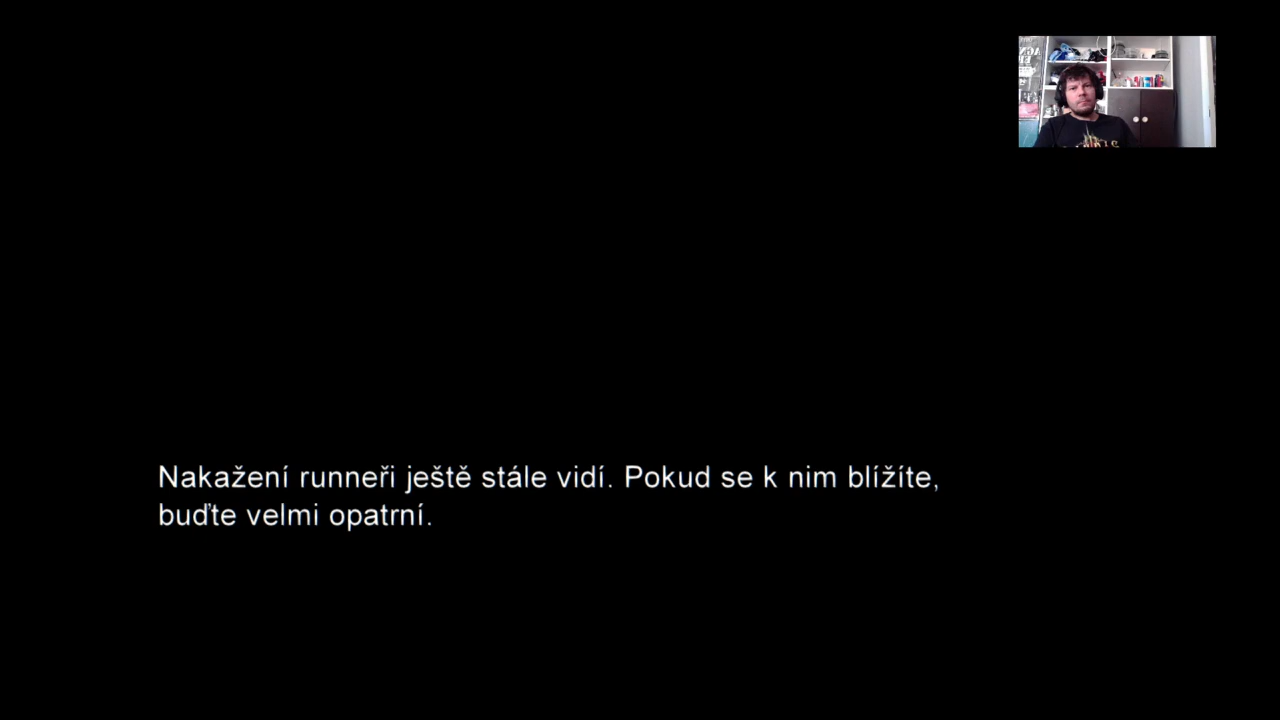 Nakažení runneři ještě stále vidí. Pokud se k nim blížíte,
buďte velmi opatrní.